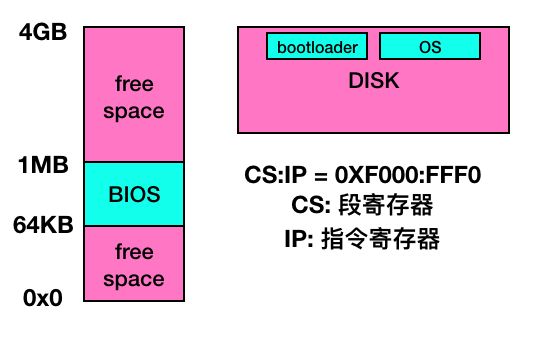 4GB
free
space
1MB
BIOS
64KB
free
space
0x0
bootloader
OS
DISK
CS:IP = 0XF000:FFF0
CS: 段寄存器
IP: 指令寄存器